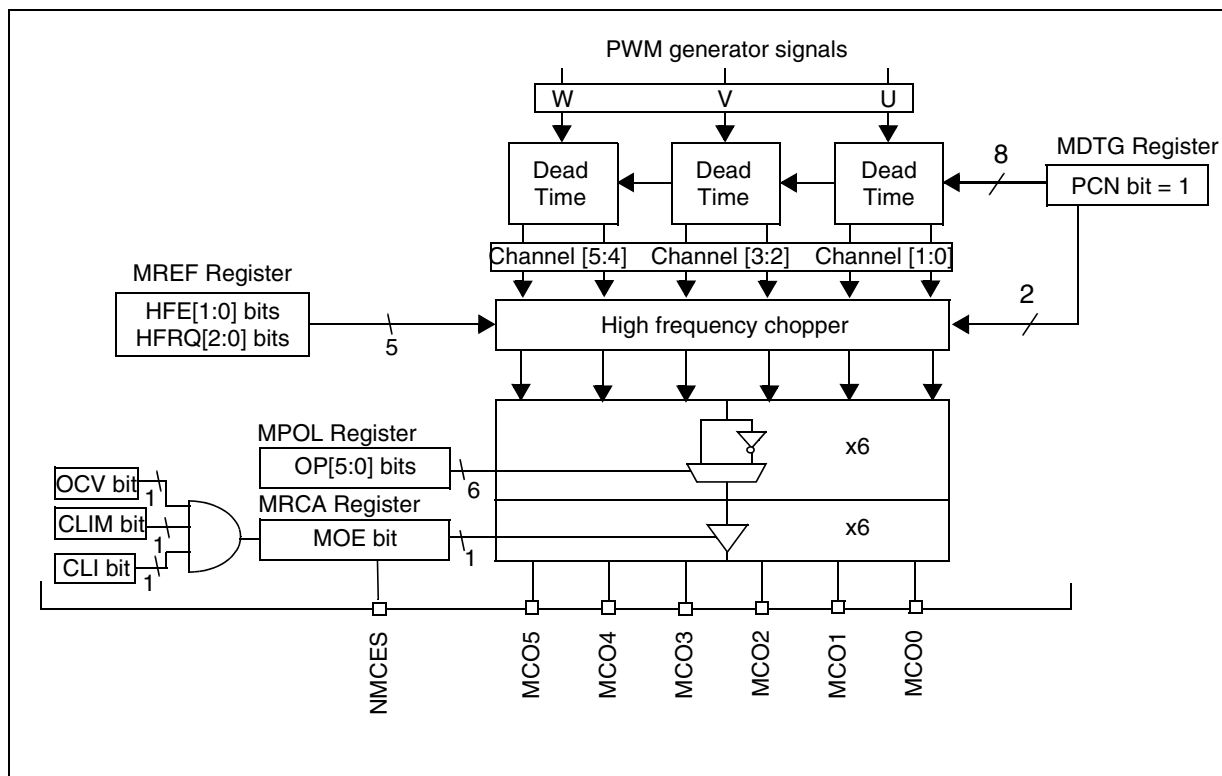 PWM generator signals
W V U
MDTG Register
8
Dead Time
Dead Time
Dead Time
PCN bit = 1
Channel [5:4] Channel [3:2] Channel [1:0]
MREF Register
HFE[1:0] bits
HFRQ[2:0] bits
5
High frequency chopper
2
MPOL Register
OP[5:0] bits
6
x6
OCV bit
1
CLIM bit
1
CLI bit
1
MRCA Register
MOE bit
1
x6
NMCES
MCO5
MCO4
MCO3
MCO2
MCO1
MCO0